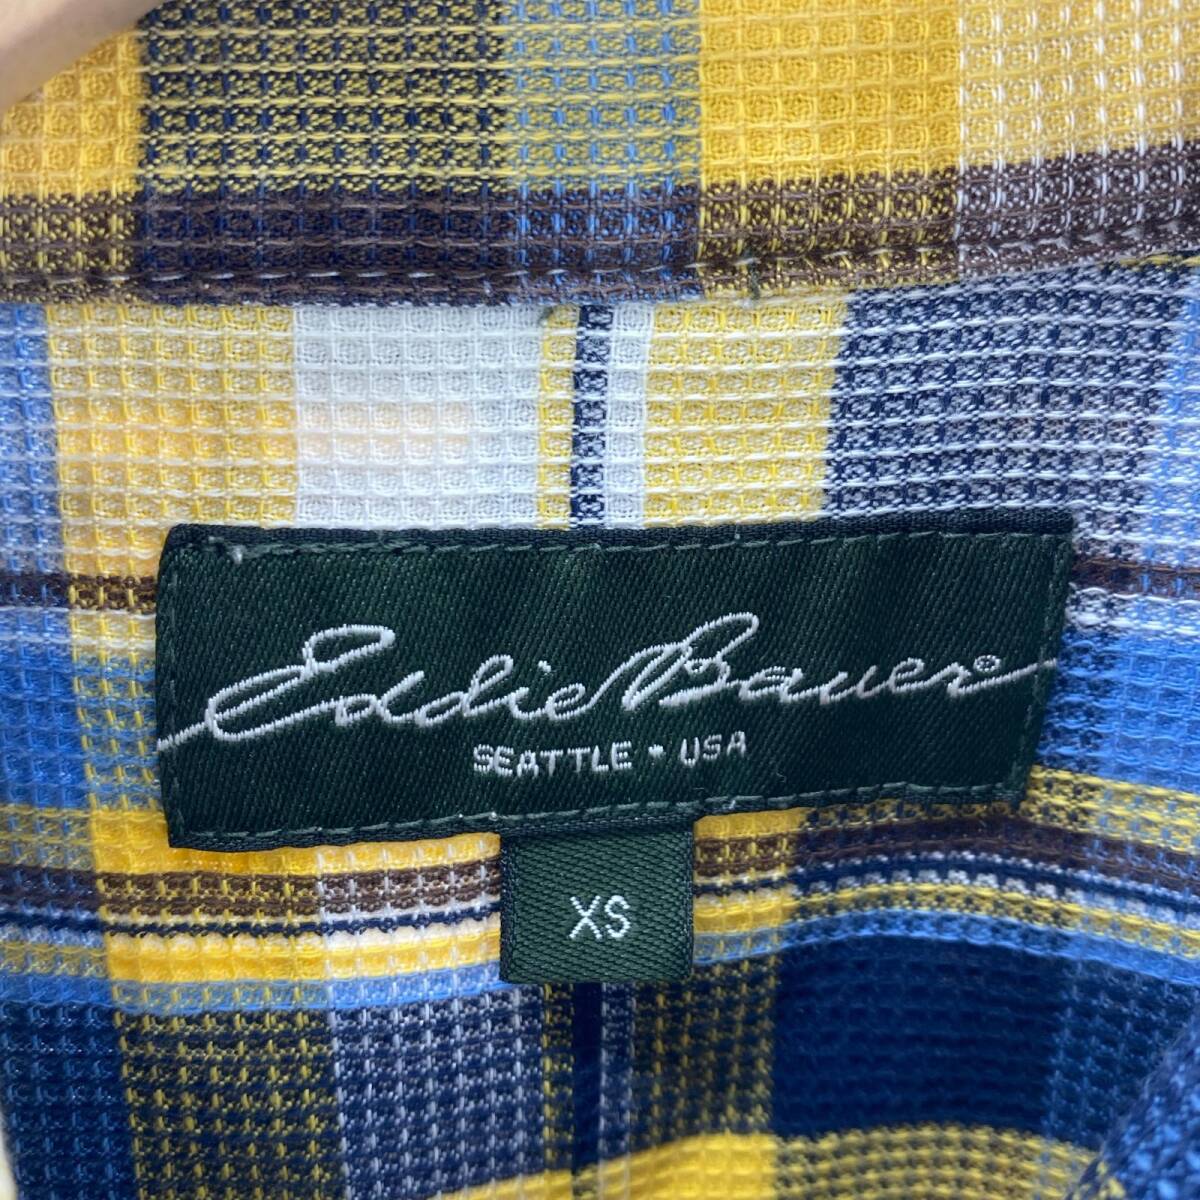 Eddie Bauer®
SEATTLE • USA
XS